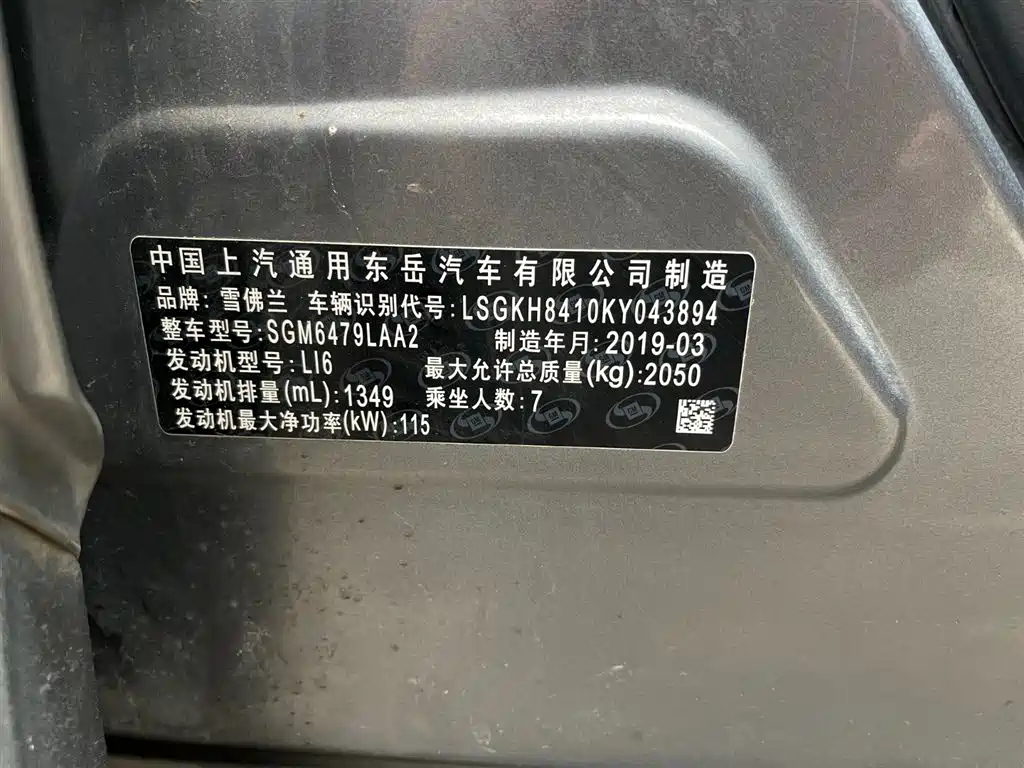 中国上汽通用东岳汽车有限公司制造
品牌：雪佛兰 车辆识别代号：LSGKH8410KY043894
整车型号：SGM6479LAA2 制造年月：2019-03
发动机型号：LI6 最大允许总质量(kg)：2050
发动机排量(mL)：1349 乘坐人数：7
发动机最大净功率(kW)：115